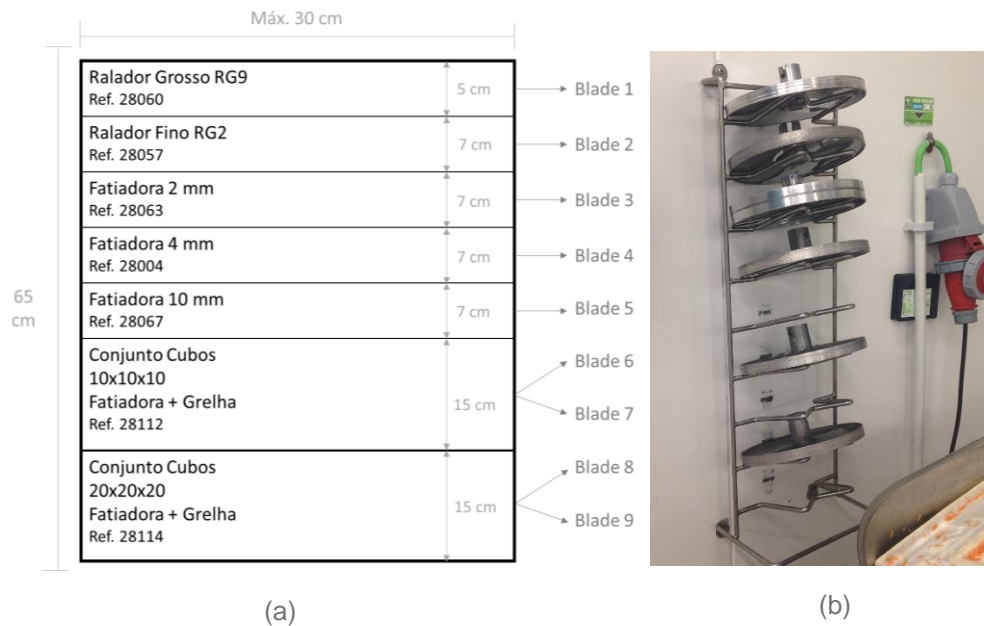 Máx. 30 cm
65
cm
Ralador Grosso RG9
Ref. 28060
5 cm
Blade 1
Ralador Fino RG2
Ref. 28057
7 cm
Blade 2
Fatiadora 2 mm
Ref. 28063
7 cm
Blade 3
Fatiadora 4 mm
Ref. 28004
7 cm
Blade 4
Fatiadora 10 mm
Ref. 28067
7 cm
Blade 5
Conjunto Cubos
10x10x10
Fatiadora + Grelha
Ref. 28112
15 cm
Blade 6
Blade 7
Conjunto Cubos
20x20x20
Fatiadora + Grelha
Ref. 28114
15 cm
Blade 8
Blade 9
(a)
(b)